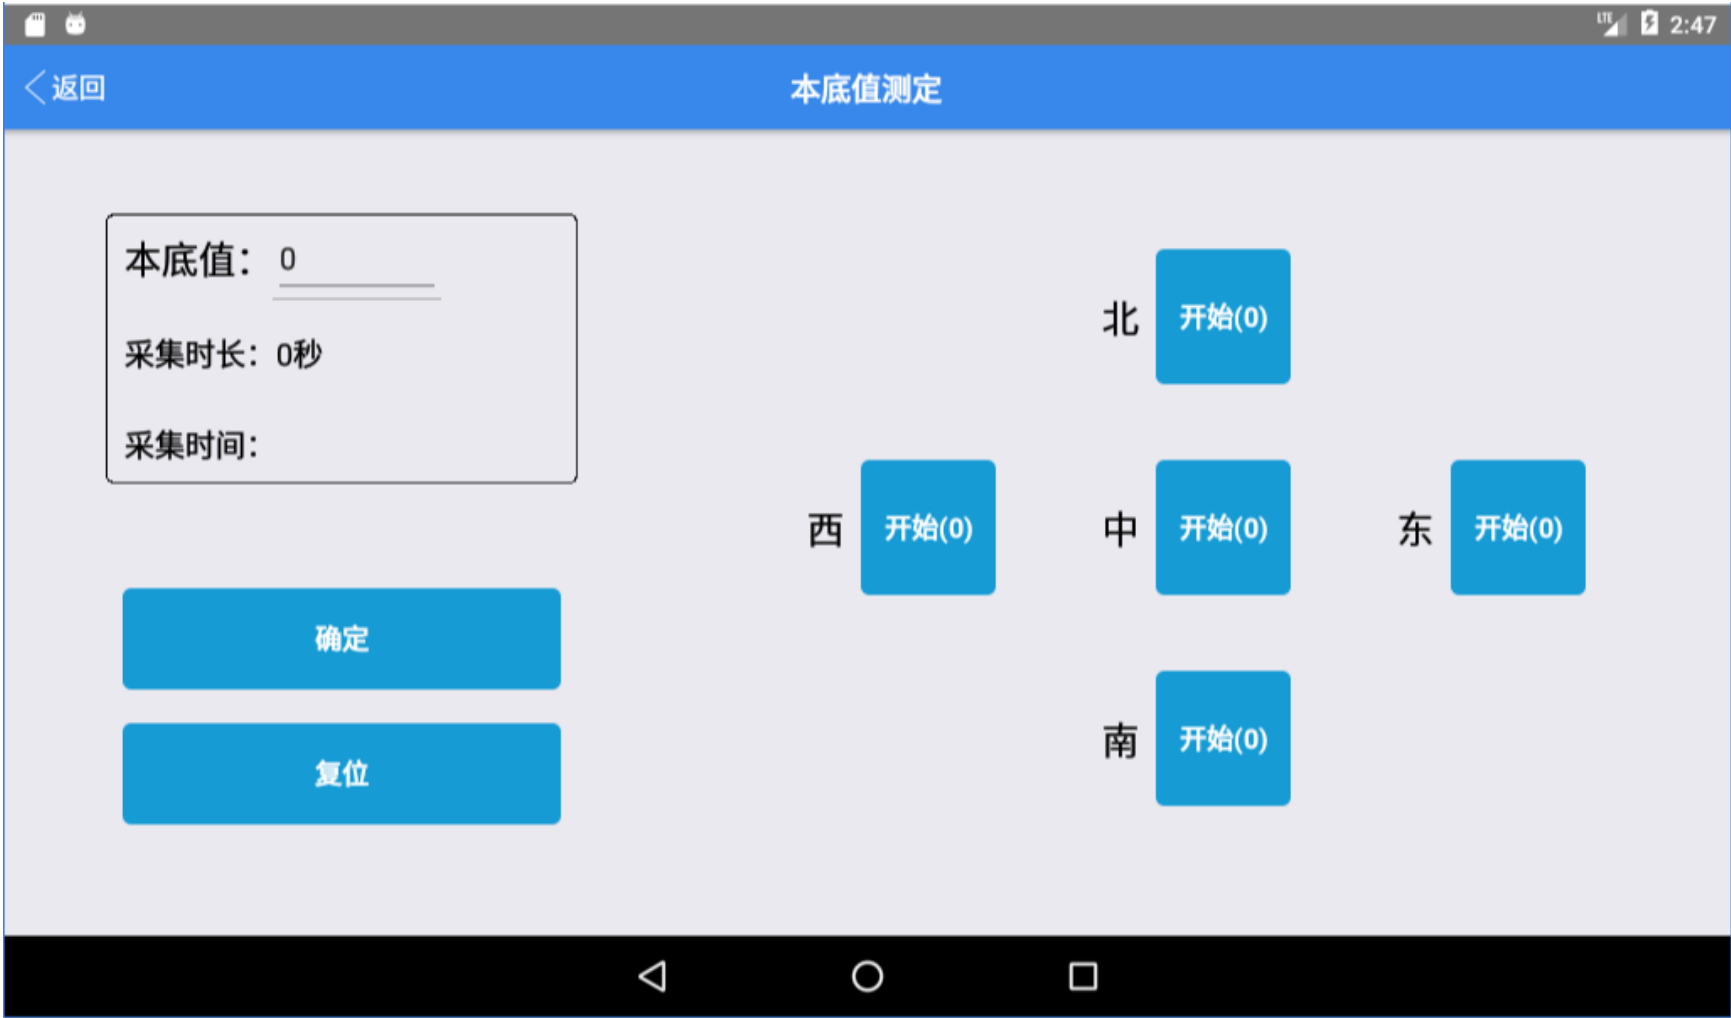 LTE 2:47
返回
本底值测定
本底值： 0
采集时长：0秒
采集时间：
确定
复位
北 开始(0)
西 开始(0) 中 开始(0) 东 开始(0)
南 开始(0)